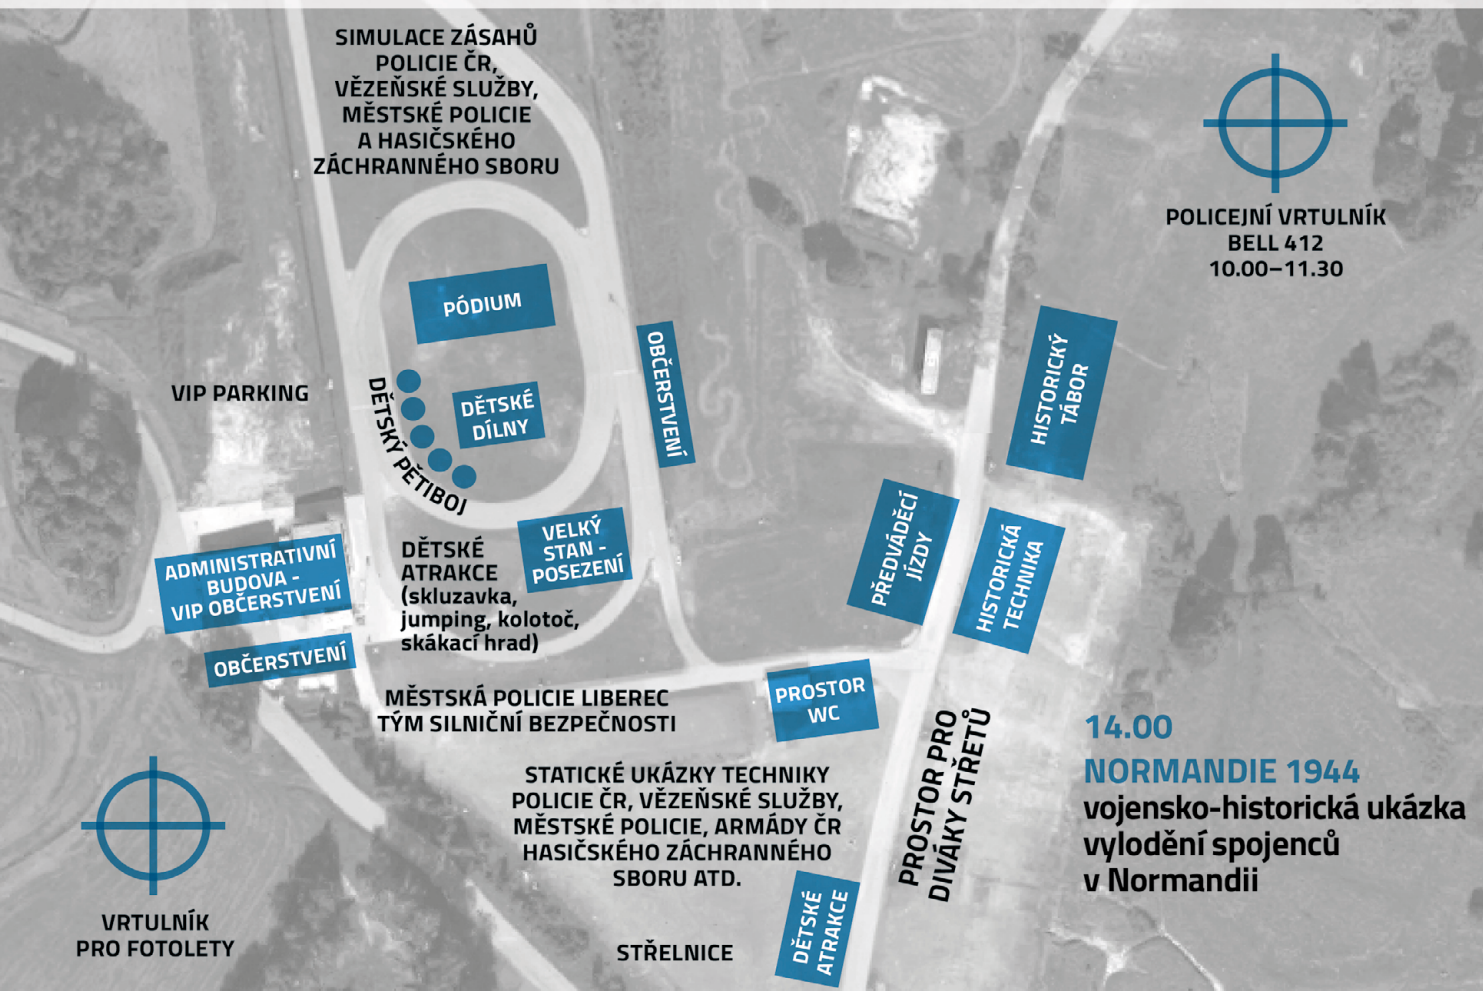 SIMULACE ZÁSAHŮ
POLICIE ČR,
VĚZEŇSKÉ SLUŽBY,
MĚSTSKÉ POLICIE
A HASIČSKÉHO
ZÁCHRANNÉHO SBORU
POLICEJNÍ VRTULNÍK
BELL 412
10.00–11.30
PÓDIUM
OBČERSTVENÍ
HISTORICKÝ
TÁBOR
VIP PARKING
DĚTSKÝ PĚTIBOJ
DĚTSKÉ
DÍLNY
VELKÝ
STAN -
POSEZENÍ
PŘEDVÁDĚCÍ
JÍZDY
HISTORICKÁ
TECHNIKA
ADMINISTRATIVNÍ
BUDOVA -
VIP OBČERSTVENÍ
DĚTSKÉ
ATRAKCE
(skluzavka,
jumping, kolotoč,
skákací hrad)
OBČERSTVENÍ
MĚSTSKÁ POLICIE LIBEREC
TÝM SILNIČNÍ BEZPEČNOSTI
PROSTOR
WC
PROSTOR PRO
DIVÁKY STŘETŮ
14.00
NORMANDIE 1944
vojensko-historická ukázka
vylodění spojenců
v Normandii
STATICKÉ UKÁZKY TECHNIKY
POLICIE ČR, VĚZEŇSKÉ SLUŽBY,
MĚSTSKÉ POLICIE, ARMÁDY ČR
HASIČSKÉHO ZÁCHRANNÉHO
SBORU ATD.
VRTULNÍK
PRO FOTOLETY
STŘELNICE
DĚTSKÉ
ATRAKCE